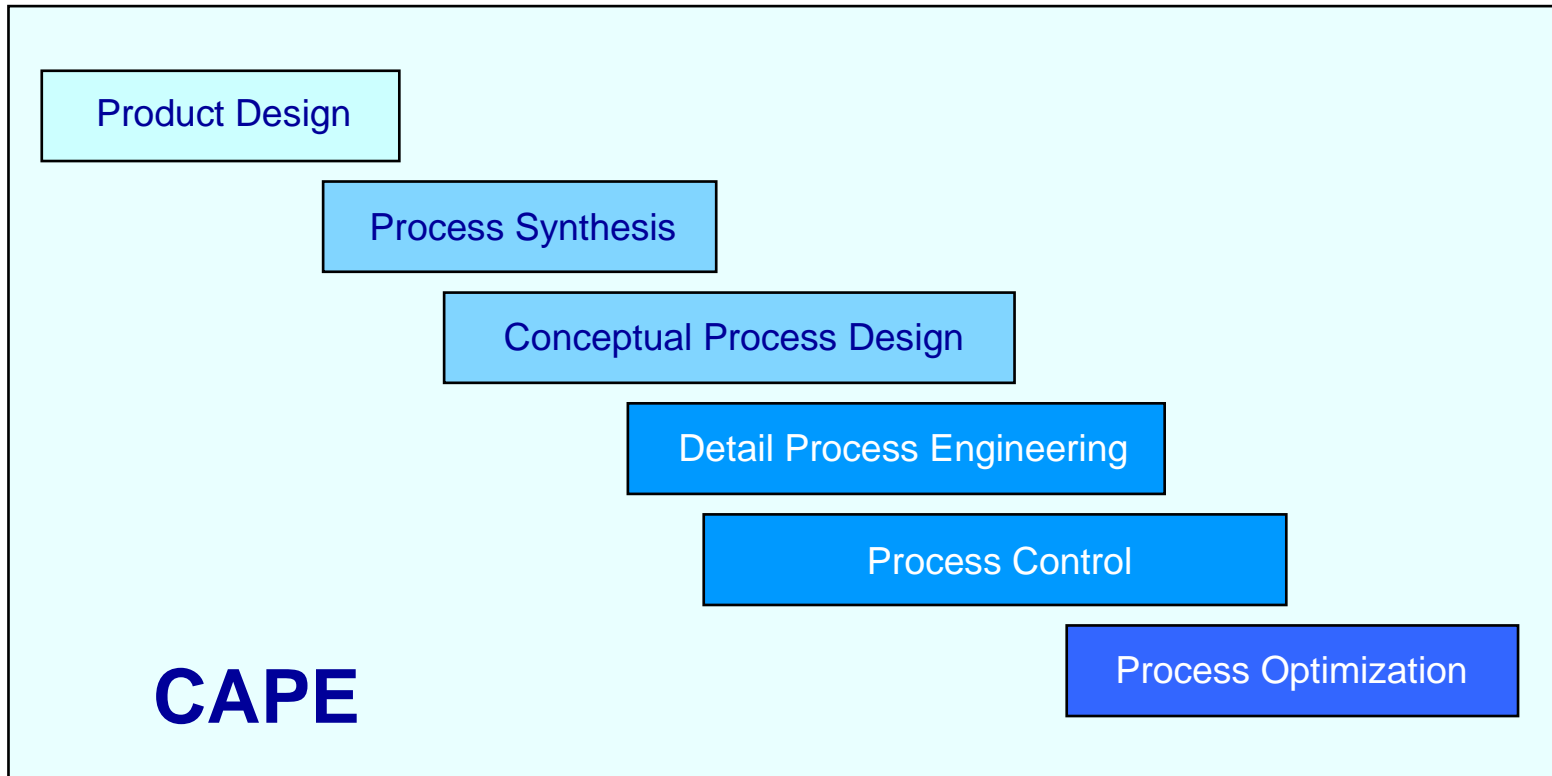 Product Design
Process Synthesis
Conceptual Process Design
Detail Process Engineering
Process Control
Process Optimization
CAPE